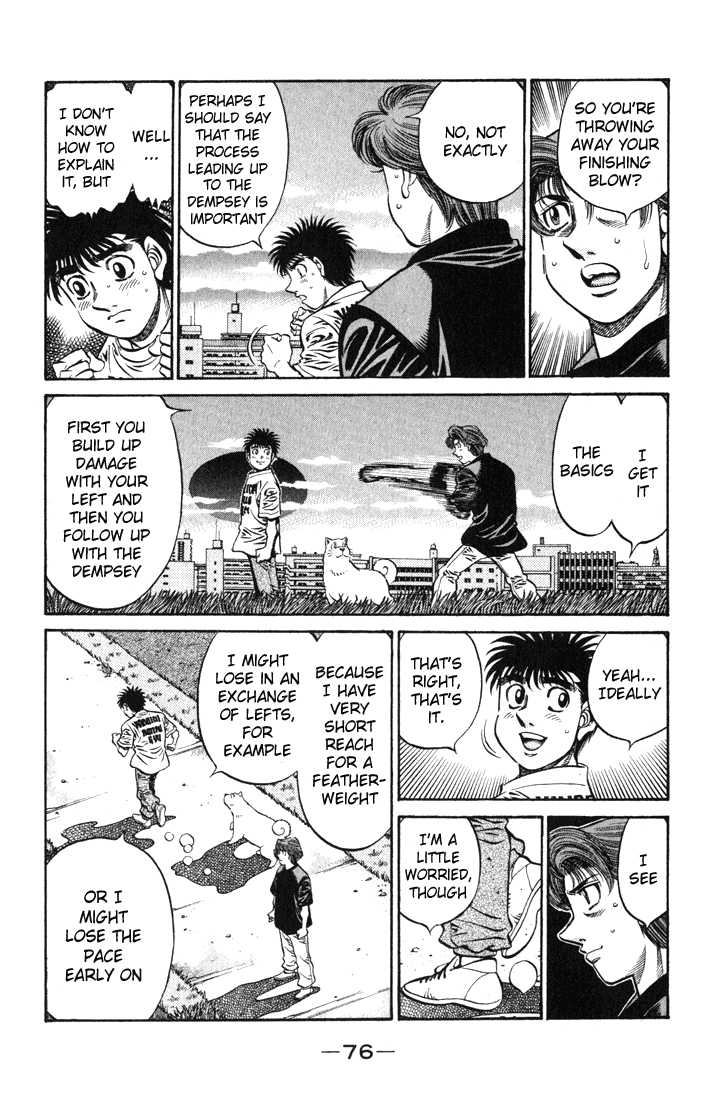 SO YOU'RE
THROWING
AWAY YOUR
FINISHING
BLOW?
NO, NOT
EXACTLY
PERHAPS I
SHOULD SAY
THAT THE
PROCESS
LEADING UP
TO THE
DEMPSEY IS
IMPORTANT
WELL
...
I DON'T
KNOW
HOW TO
EXPLAIN
IT, BUT
I
GET
IT
THE
BASICS
FIRST YOU
BUILD UP
DAMAGE
WITH YOUR
LEFT AND
THEN YOU
FOLLOW UP
WITH THE
DEMPSEY
YEAH...
IDEALLY
THAT'S
RIGHT,
THAT'S
IT.
I
SEE
I'M A
LITTLE
WORRIED,
THOUGH
BECAUSE
I HAVE
VERY
SHORT
REACH
FOR A
FEATHER-
WEIGHT
I MIGHT
LOSE IN AN
EXCHANGE
OF LEFTS,
FOR
EXAMPLE
OR I
MIGHT
LOSE THE
PACE
EARLY ON
—76—